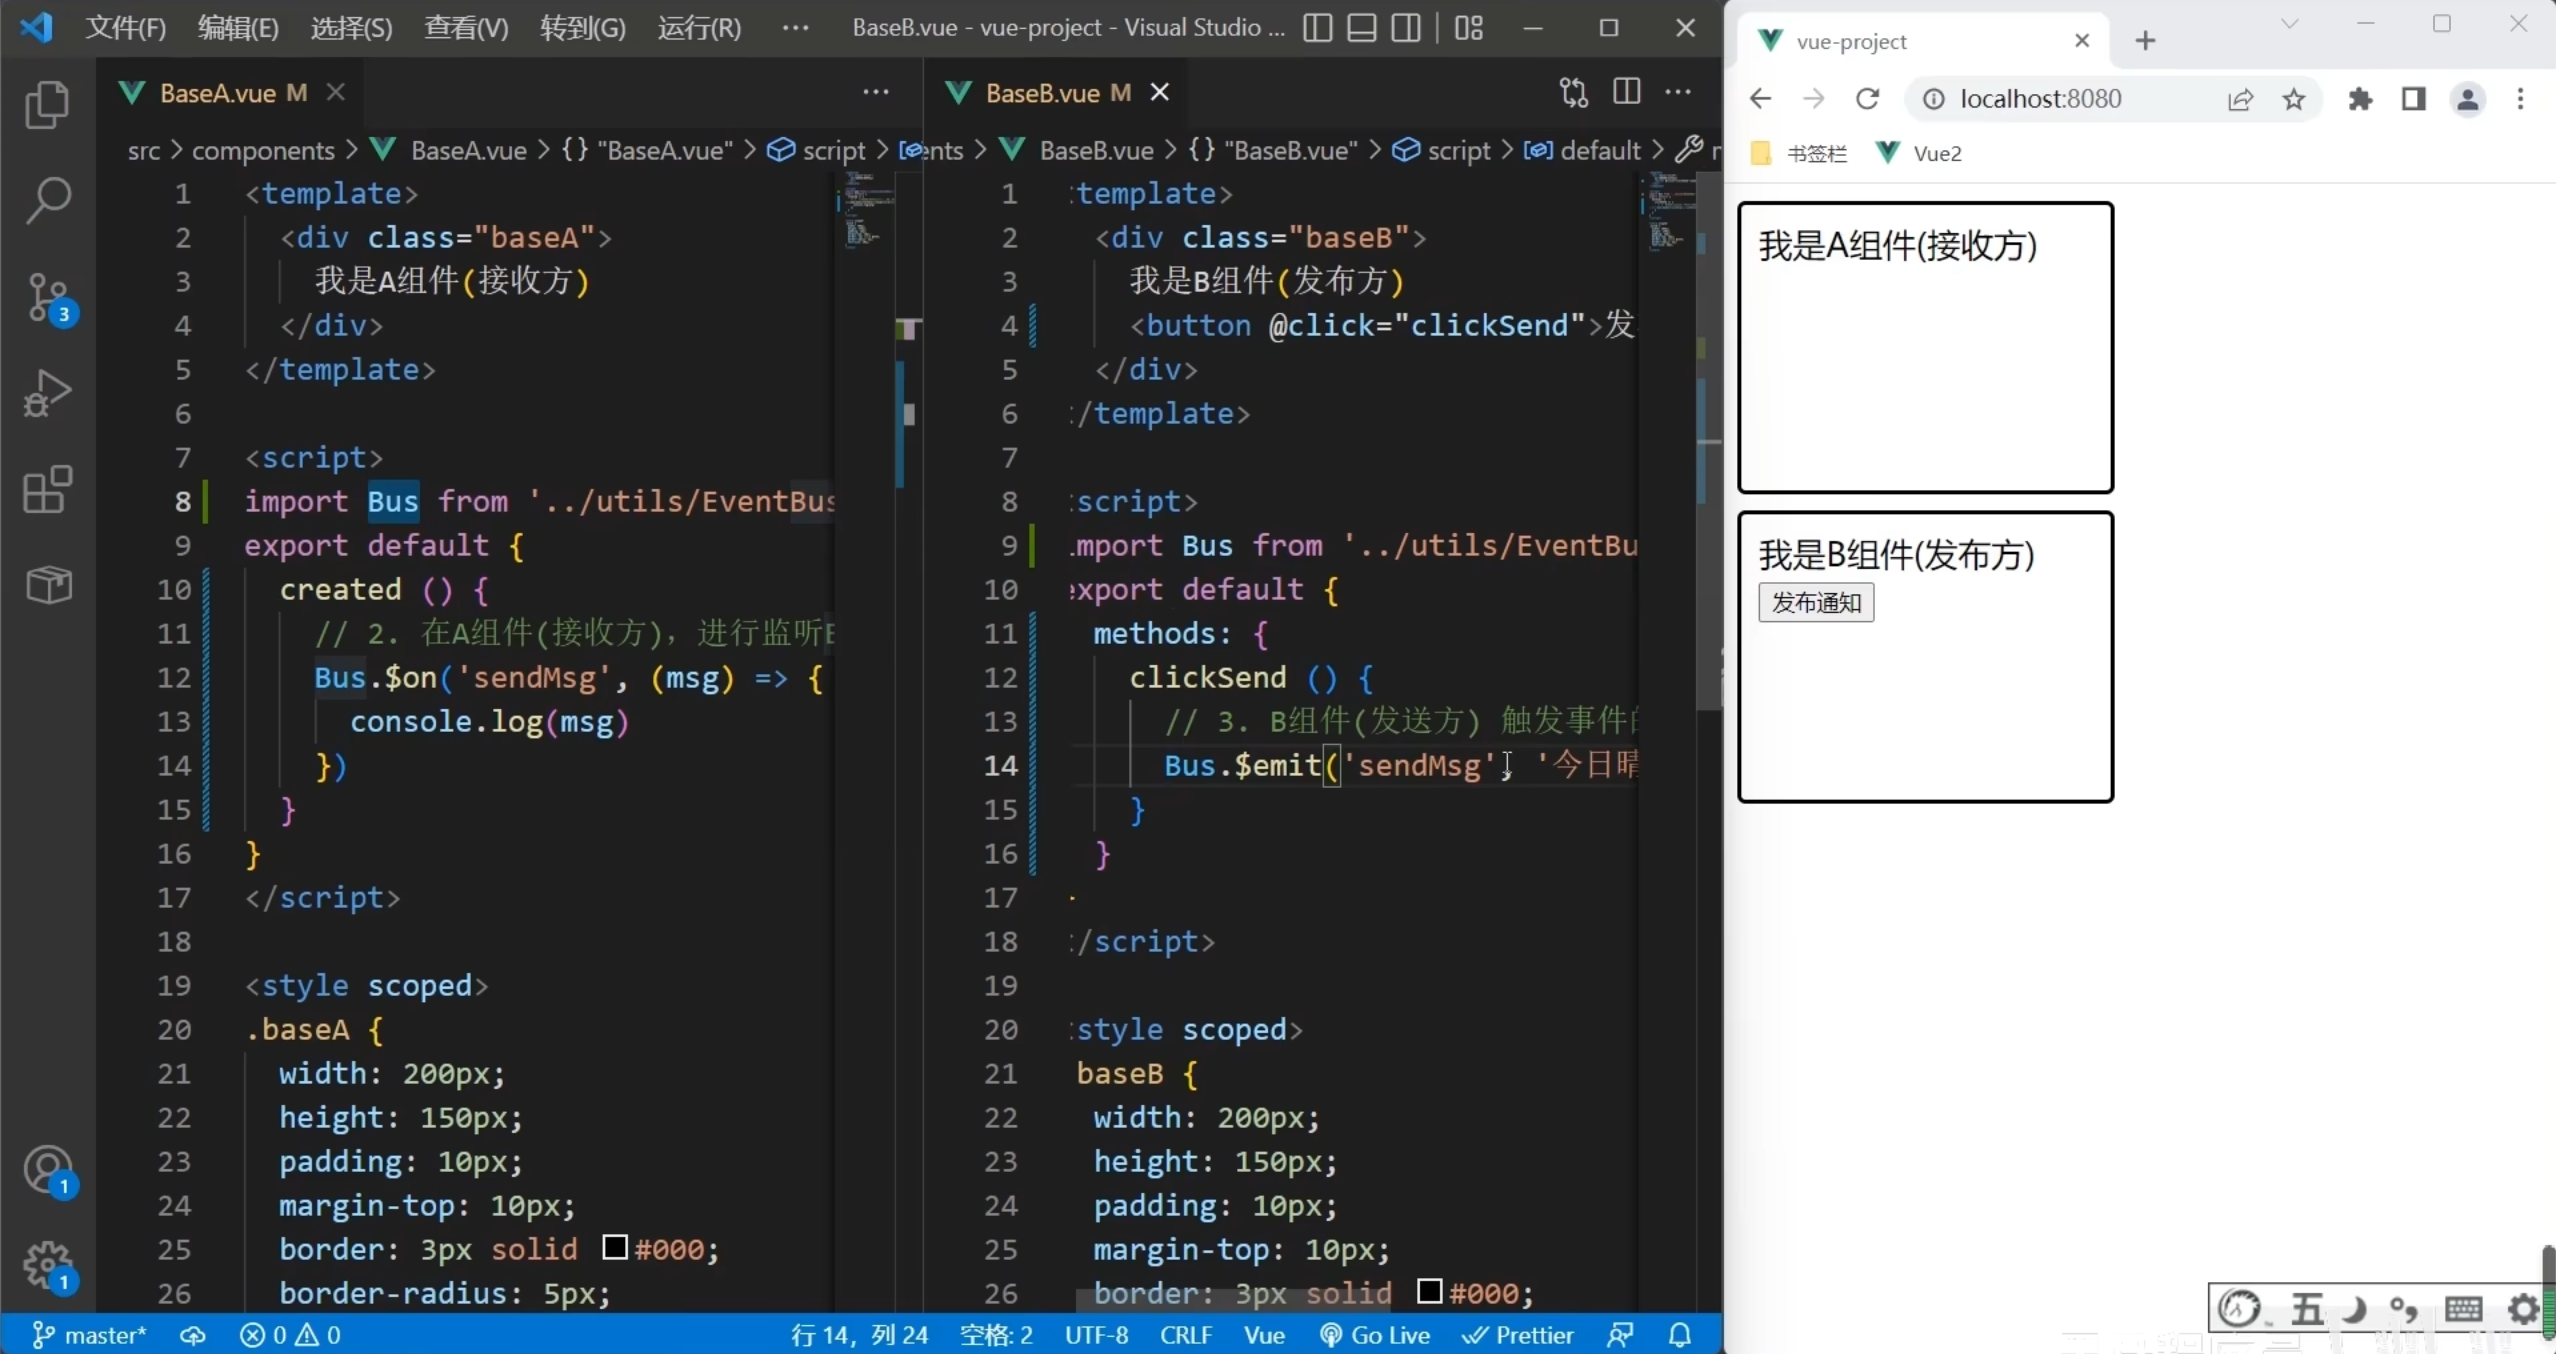 文件(F) 编辑(E) 选择(S) 查看(V) 转到(G) 运行(R) ··· BaseB.vue - vue-project - Visual Studio ...
BaseA.vue M
src > components > BaseA.vue > {} "BaseA.vue" > script >
1 <template>
2 <div class="baseA">
3 我是A组件(接收方)
4 </div>
5 </template>
6
7 <script>
8 import Bus from '../utils/EventBus
9 export default {
10 created () {
11 // 2. 在A组件(接收方)，进行监听
12 Bus.$on('sendMsg', (msg) => {
13 console.log(msg)
14 })
15 }
16 }
17 </script>
18
19 <style scoped>
20 .baseA {
21 width: 200px;
22 height: 150px;
23 padding: 10px;
24 margin-top: 10px;
25 border: 3px solid #000;
26 border-radius: 5px;
BaseB.vue M
ents > BaseB.vue > {} "BaseB.vue" > script > default >
1 template>
2 <div class="baseB">
3 我是B组件(发布方)
4 <button @click="clickSend">发
5 </div>
6 /template>
7
8 script>
9 import Bus from '../utils/EventBu
10 export default {
11 methods: {
12 clickSend () {
13 // 3. B组件(发送方) 触发事件
14 Bus.$emit('sendMsg', '今日晴
15 }
16 }
17
18 /script>
19
20 style scoped>
21 baseB {
22 width: 200px;
23 height: 150px;
24 padding: 10px;
25 margin-top: 10px;
26 border: 3px solid #000;
3
1
1
master* 0 0 行 14，列 24 空格: 2 UTF-8 CRLF Vue Go Live Prettier
vue-project
localhost:8080
书签栏 Vue2
我是A组件(接收方)
我是B组件(发布方)
发布通知
五